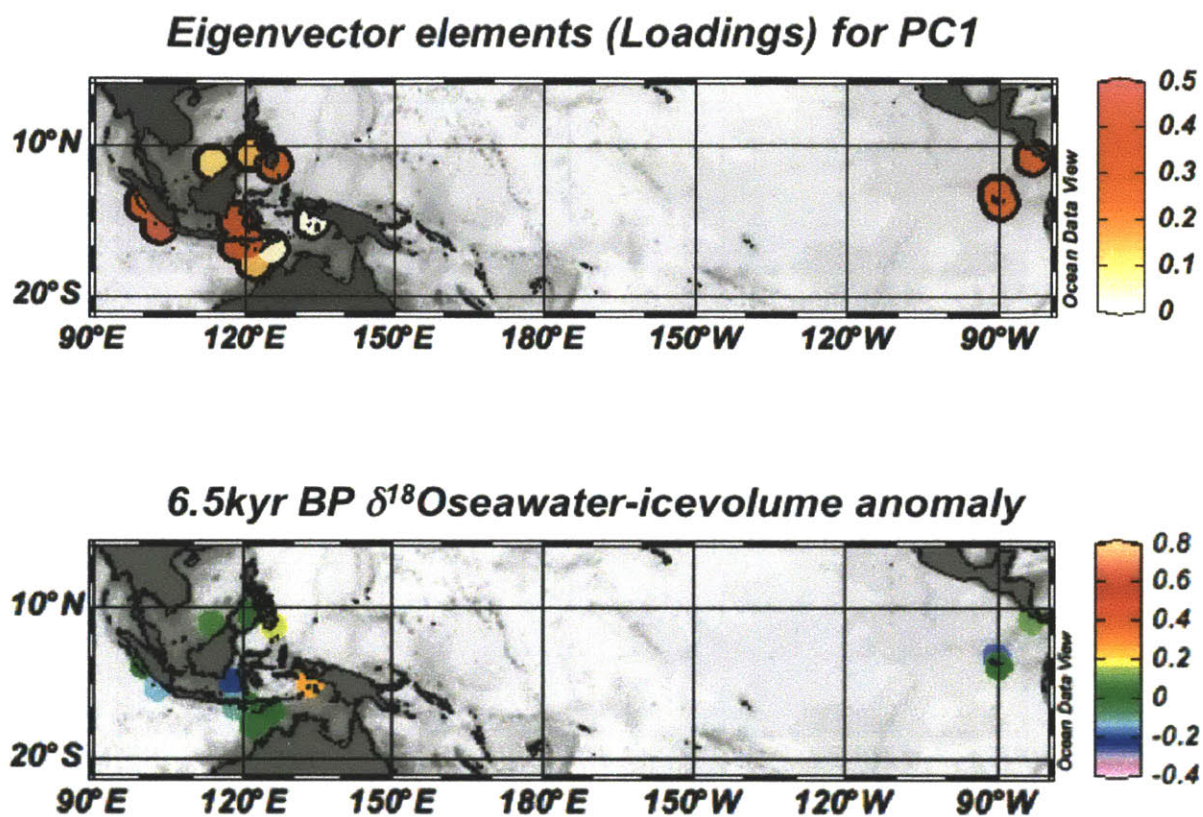 Eigenvector elements (Loadings) for PC1
10°N
20°S
90°E 120°E 150°E 180°E 150°W 120°W 90°W
Ocean Data View
0.5
0.4
0.3
0.2
0.1
0
6.5kyr BP δ¹⁸Oseawater-icevolume anomaly
10°N
20°S
90°E 120°E 150°E 180°E 150°W 120°W 90°W
Ocean Data View
0.8
0.6
0.4
0.2
0
-0.2
-0.4